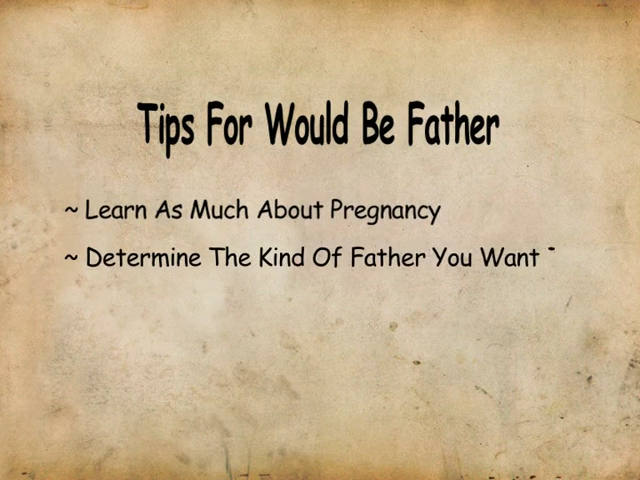 Tips For Would Be Father
~ Learn As Much About Pregnancy
~ Determine The Kind Of Father You Want